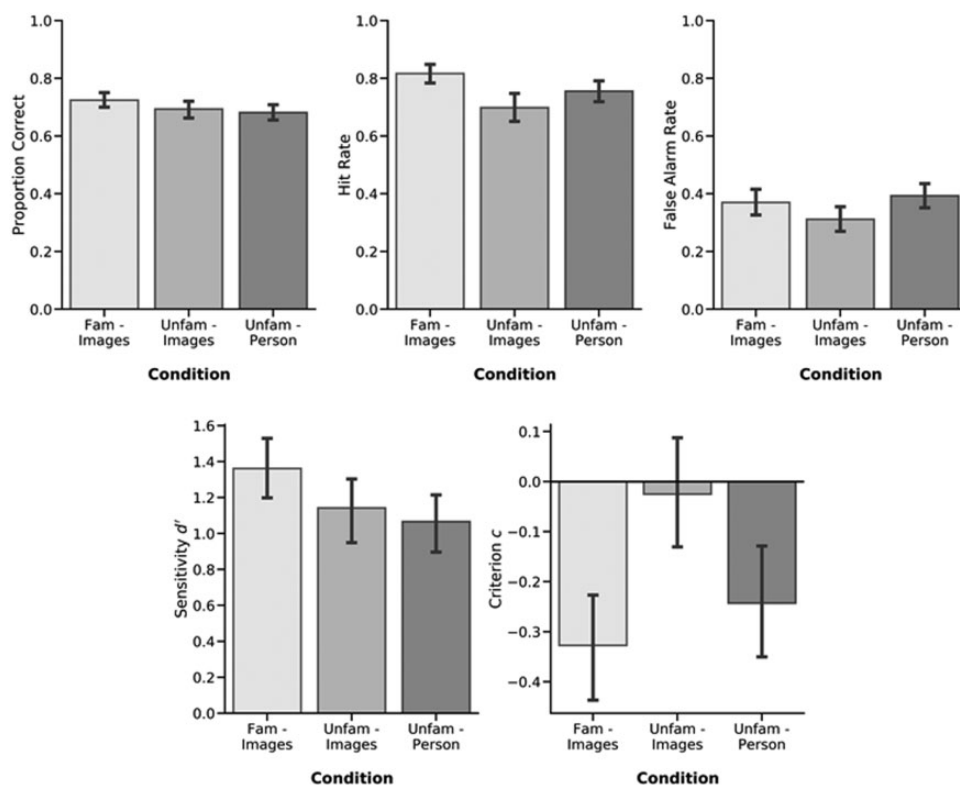 Proportion Correct
1.0
0.8
0.6
0.4
0.2
0.0
Fam - Images
Unfam - Images
Unfam - Person
Condition
Hit Rate
1.0
0.8
0.6
0.4
0.2
0.0
Fam - Images
Unfam - Images
Unfam - Person
Condition
False Alarm Rate
1.0
0.8
0.6
0.4
0.2
0.0
Fam - Images
Unfam - Images
Unfam - Person
Condition
Sensitivity d′
1.6
1.4
1.2
1.0
0.8
0.6
0.4
0.2
0.0
Fam - Images
Unfam - Images
Unfam - Person
Condition
Criterion c
0.1
0.0
−0.1
−0.2
−0.3
−0.4
Fam - Images
Unfam - Images
Unfam - Person
Condition